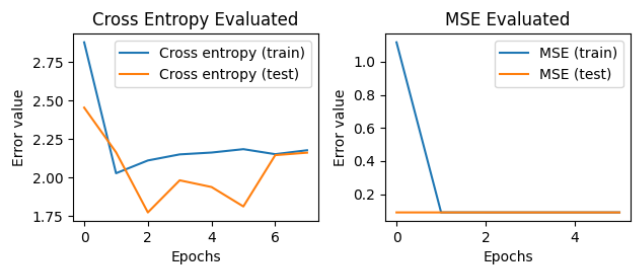 Cross Entropy Evaluated
Error value
2.75
2.50
2.25
2.00
1.75
Cross entropy (train)
Cross entropy (test)
0
2
4
6
Epochs
MSE Evaluated
Error value
1.0
0.8
0.6
0.4
0.2
MSE (train)
MSE (test)
0
2
4
Epochs